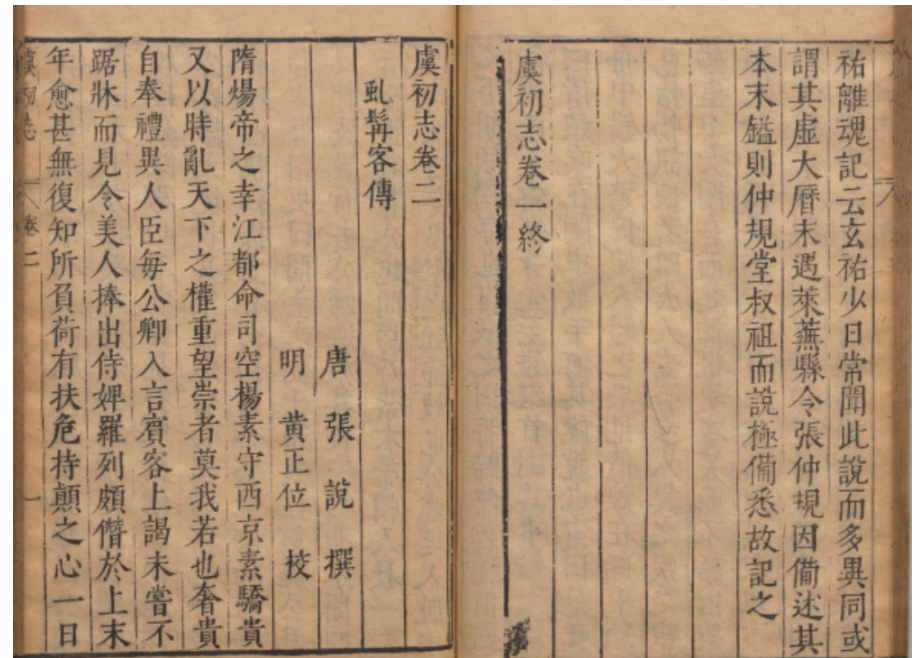 祐離魂記云玄祐少日常聞此說而多異同或
謂其虛大曆末遇萊蕪縣令張仲規因備述其
本末鎰則仲規堂叔祖而說極備悉故記之
虞初志卷一終
虞初志卷二
虬髯客傳
唐 張 說 撰
明 黃正位 校
隋煬帝之幸江都命司空楊素守西京素驕貴
又以時亂天下之權重望崇者莫我若也奢貴
自奉禮異人臣每公卿入言賓客上謁未嘗不
踞牀而見令美人捧出侍婢羅列頗僭於上末
年愈甚無復知所負荷有扶危持顛之心一日
虞初志 卷二 一